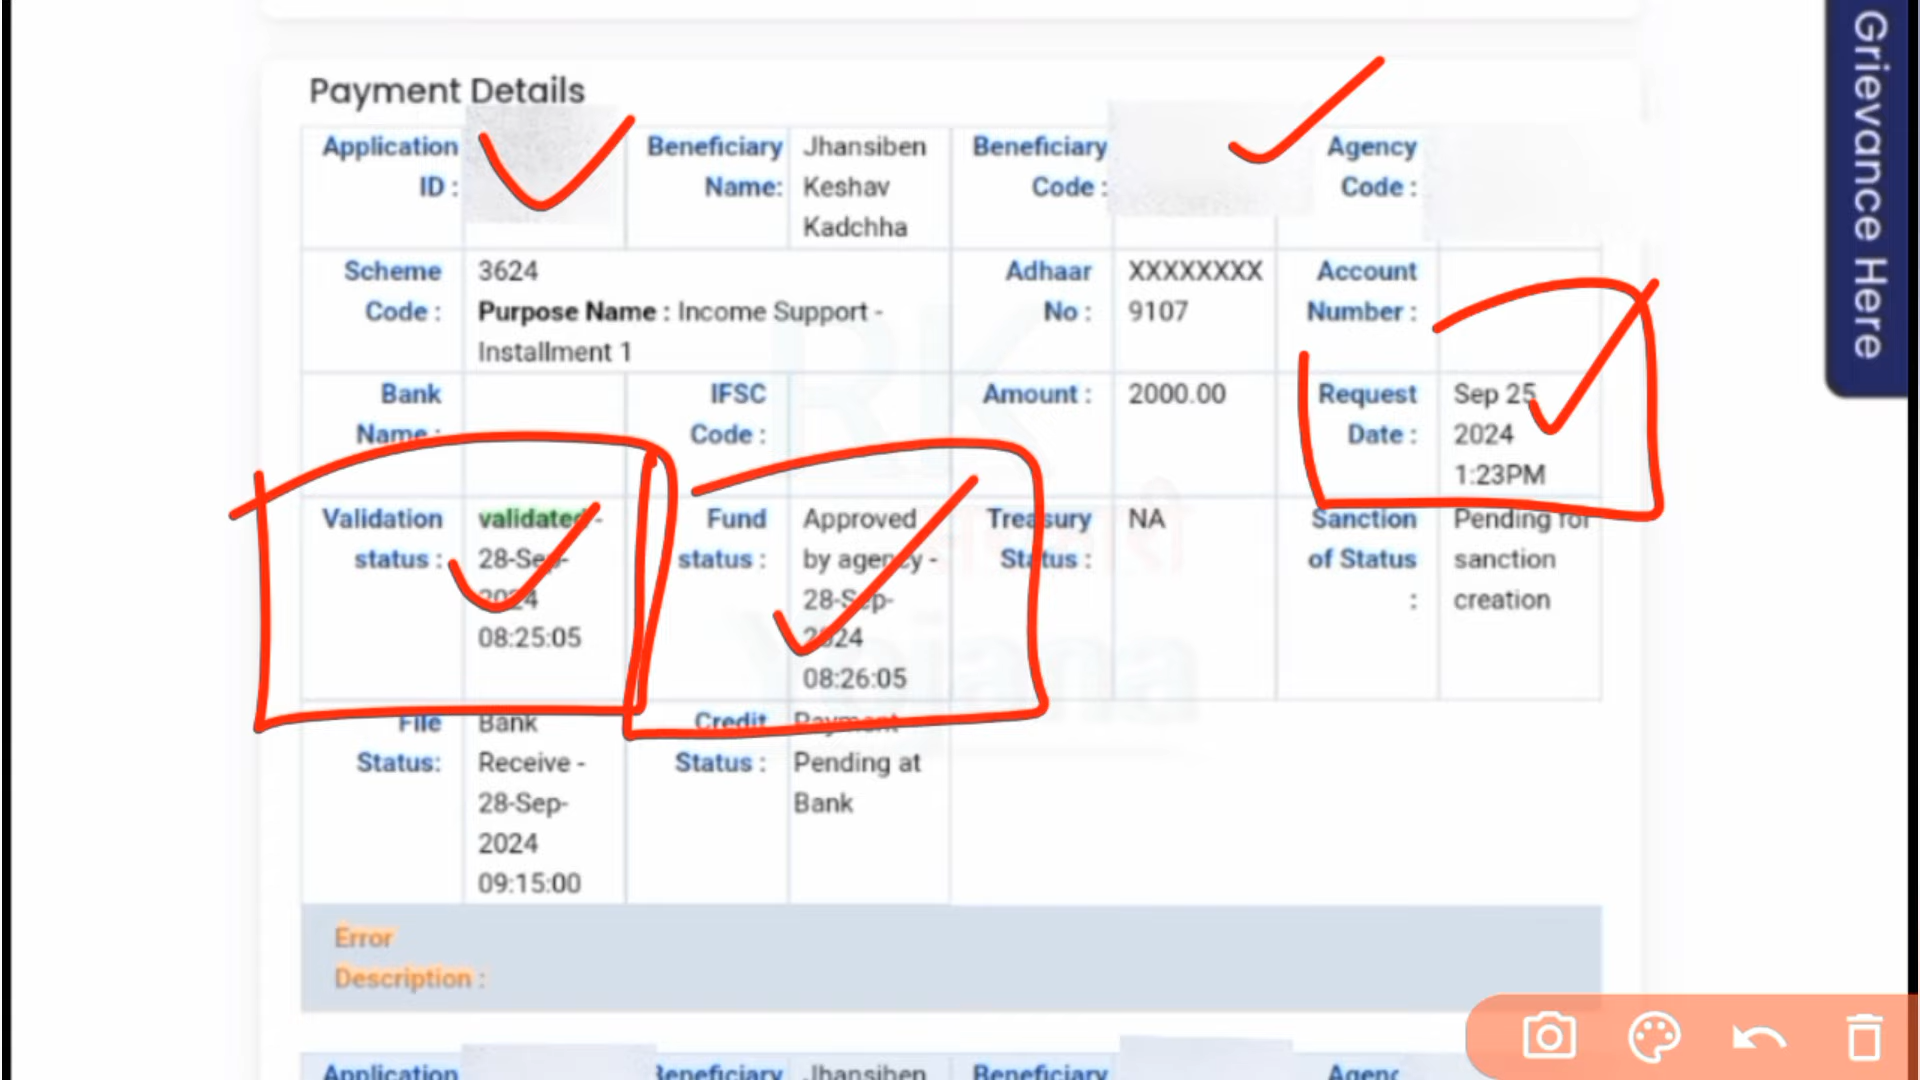 Grievance Here
Payment Details
Application ID :
Beneficiary Name: Jhansiben Keshav Kadchha
Beneficiary Code :
Agency Code :
Scheme Code : 3624
Purpose Name : Income Support - Installment 1
Adhaar No : XXXXXXXX 9107
Account Number :
Bank Name :
IFSC Code :
Amount : 2000.00
Request Date : Sep 25 2024 1:23PM
Validation status : validated - 28-Sep-2024 08:25:05
Fund status : Approved by agency - 28-Sep-2024 08:26:05
Treasury Status : NA
Sanction of Status : Pending for sanction creation
File Status: Bank Receive - 28-Sep-2024 09:15:00
Credit Status : Payment Pending at Bank
Error Description :
RK
सरकारी
Yojana
Application
Beneficiary
Jhansiben
Beneficiary